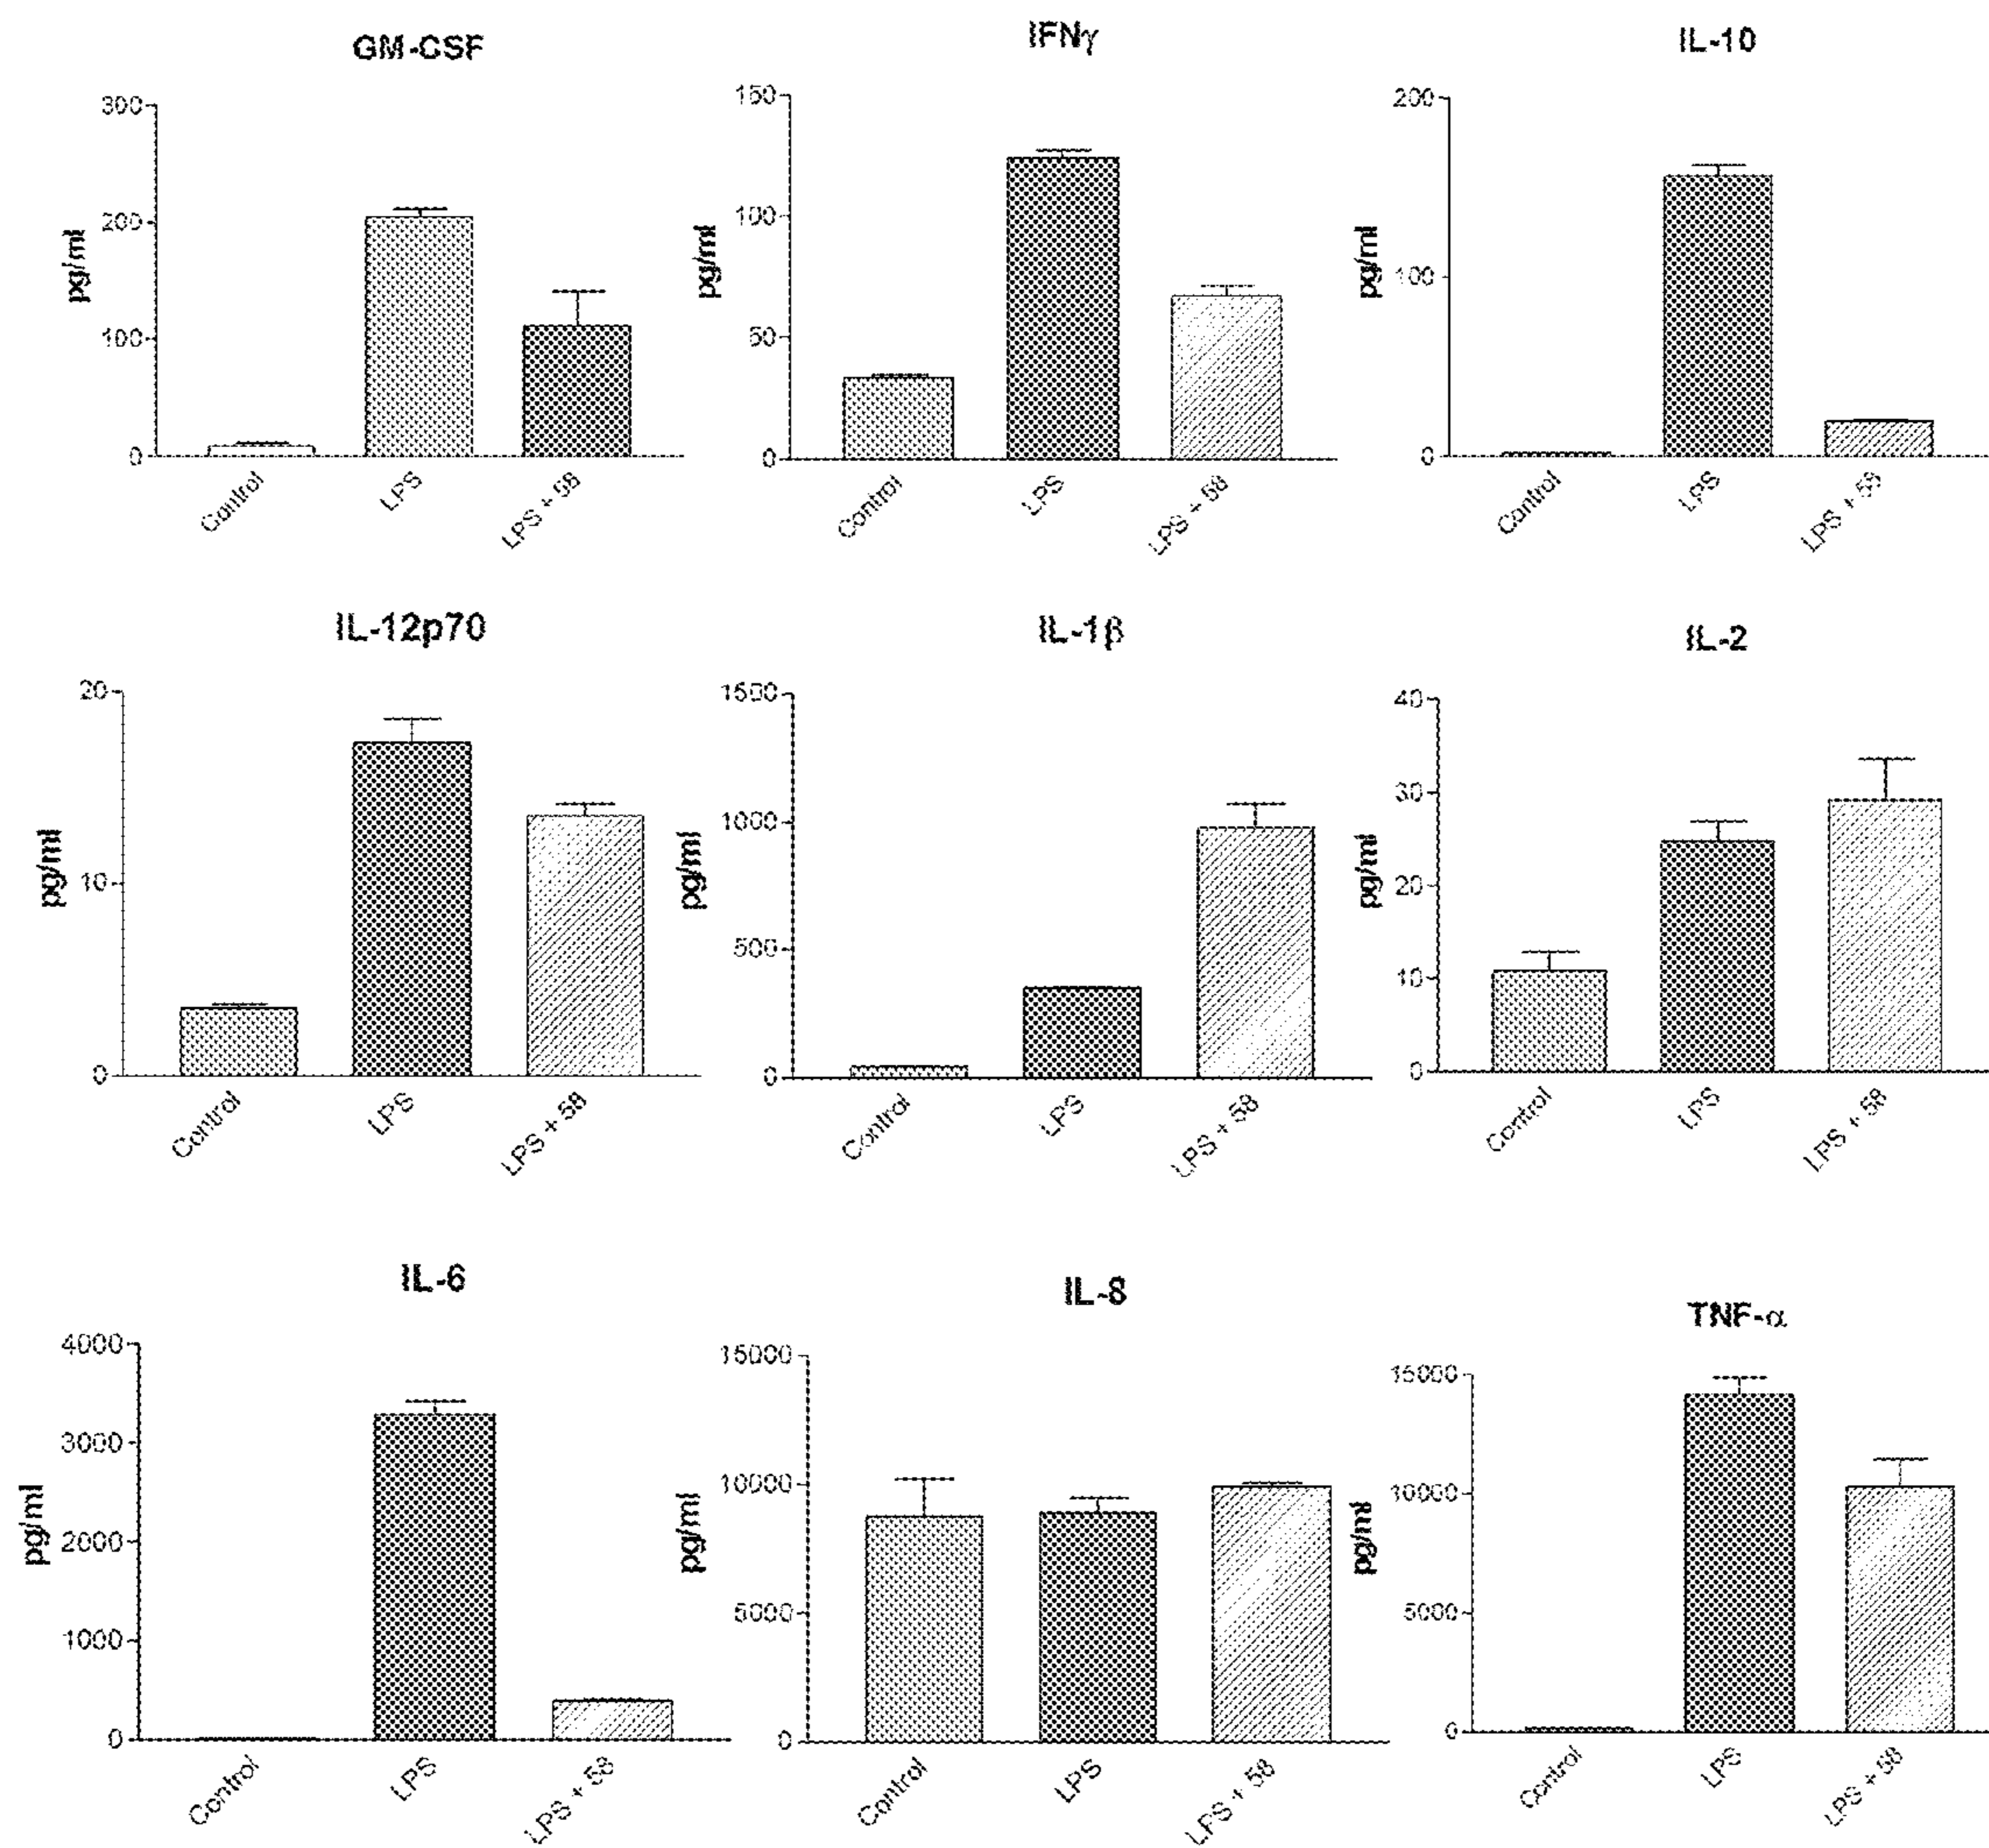 GM-CSF
pg/ml
300
200
100
0
Control
LPS
LPS + 58
IFNγ
pg/ml
150
100
50
0
Control
LPS
LPS + 58
IL-10
pg/ml
200
100
0
Control
LPS
LPS + 58
IL-12p70
pg/ml
20
10
0
Control
LPS
LPS + 58
IL-1β
pg/ml
1500
1000
500
0
Control
LPS
LPS + 58
IL-2
pg/ml
40
30
20
10
0
Control
LPS
LPS + 58
IL-6
pg/ml
4000
3000
2000
1000
0
Control
LPS
LPS + 58
IL-8
pg/ml
15000
10000
5000
0
Control
LPS
LPS + 58
TNF-α
pg/ml
15000
10000
5000
0
Control
LPS
LPS + 58